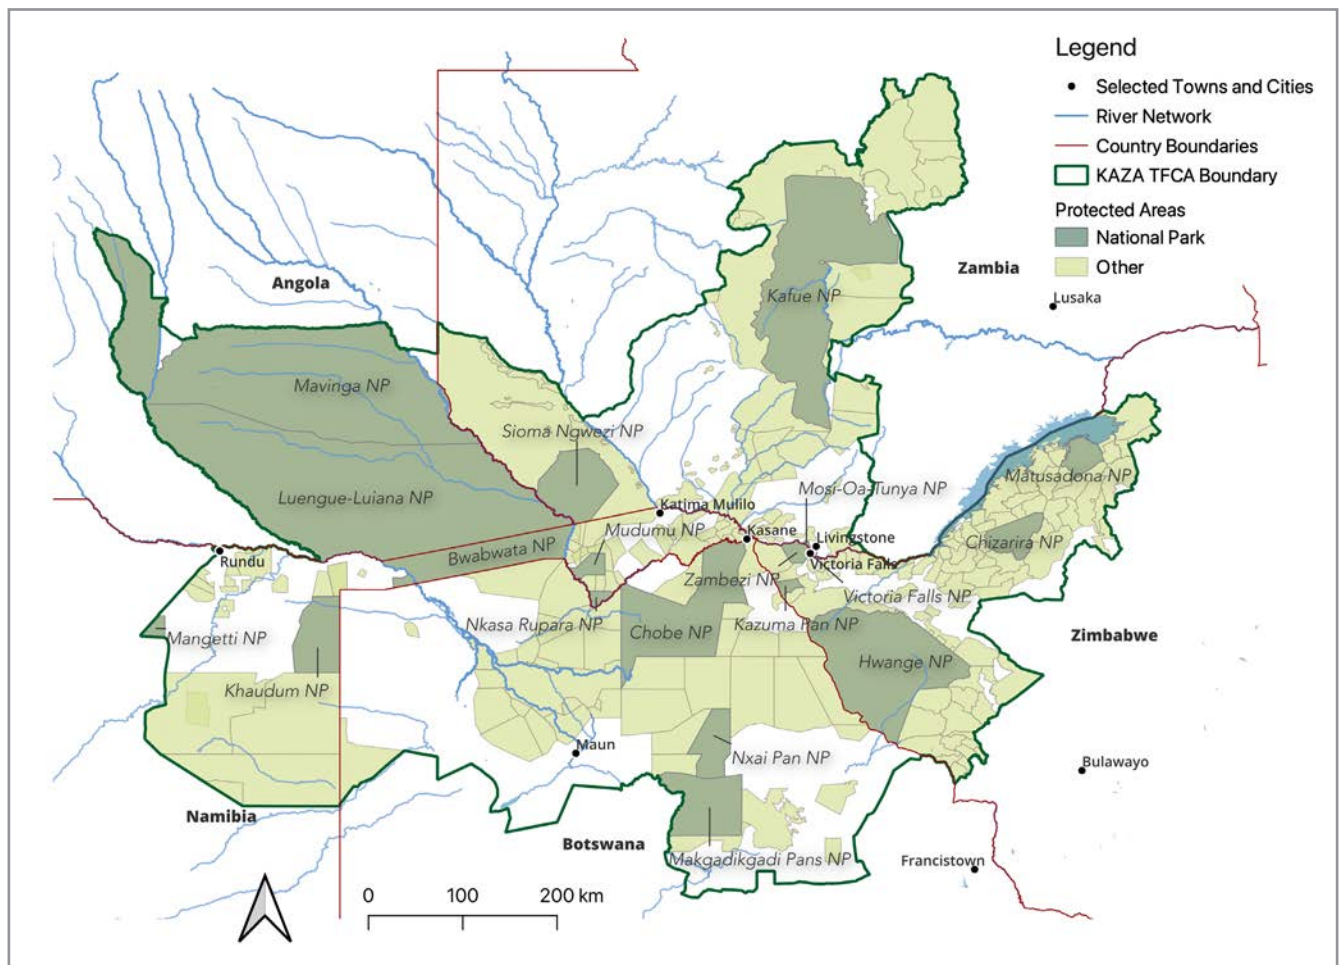 Legend
Selected Towns and Cities
River Network
Country Boundaries
KAZA TFCA Boundary
Protected Areas
National Park
Other
Angola
Zambia
Lusaka
Kafue NP
Mavinga NP
Sioma Ngwezi NP
Luengue-Luiana NP
Matusadona NP
Mosi-Oa-Tunya NP
Katima Mulilo
Mudumu NP
Kasane
Livingstone
Chizarira NP
Bwabwata NP
Rundu
Victoria Falls
Zambezi NP
Victoria Falls NP
Nkasa Rupara NP
Chobe NP
Kazuma Pan NP
Mangetti NP
Zimbabwe
Hwange NP
Khaudum NP
Maun
Nxai Pan NP
Bulawayo
Namibia
Botswana
Makgadikgadi Pans NP
Francistown
0 100 200 km